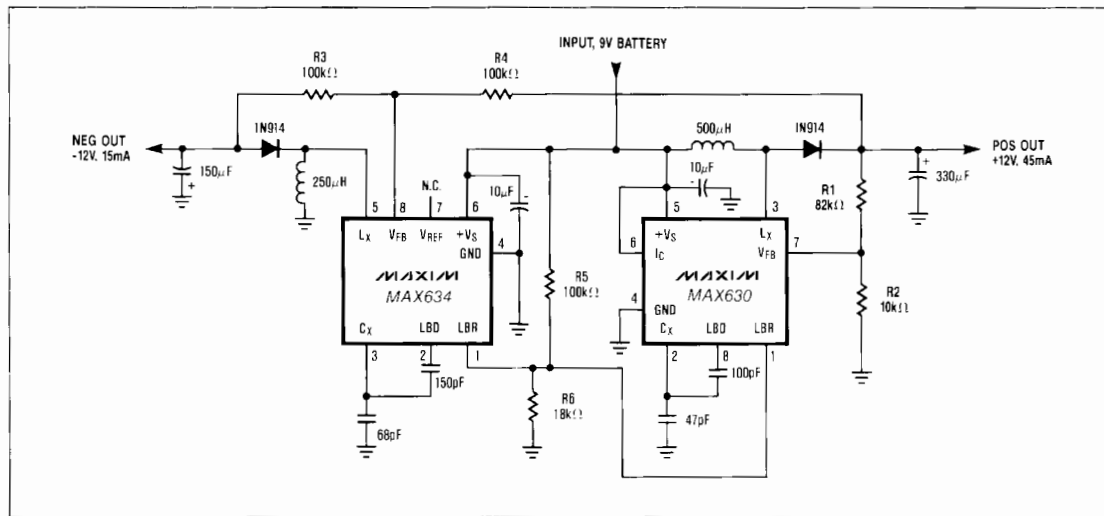 INPUT, 9V BATTERY
R3
100kΩ
R4
100kΩ
NEG OUT
-12V, 15mA
1N914
150μF
+
250μH
500μH
1N914
POS OUT
+12V, 45mA
+
330μF
10μF
-
N.C.
10μF
-
R1
82kΩ
5
8
7
6
LX
VFB
VREF
+VS
GND
4
MAXIM
MAX634
CX
LBD
LBR
3
2
1
R5
100kΩ
5
3
6
+VS
IC
LX
VFB
7
MAXIM
MAX630
4
GND
CX
LBD
LBR
2
8
1
R2
10kΩ
150pF
68pF
R6
18kΩ
100pF
47pF